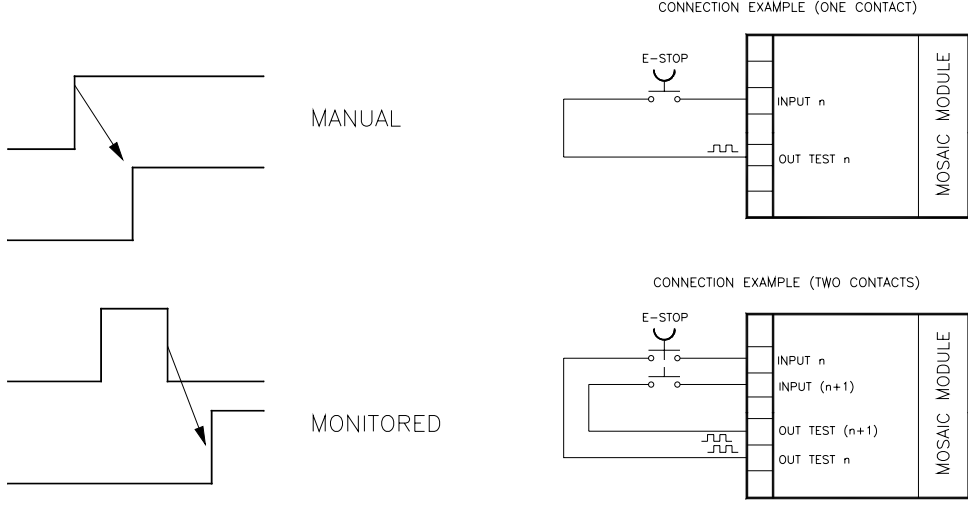 MANUAL
MONITORED
CONNECTION EXAMPLE (ONE CONTACT)
E-STOP
INPUT n
OUT TEST n
MOSAIC MODULE
CONNECTION EXAMPLE (TWO CONTACTS)
E-STOP
INPUT n
INPUT (n+1)
OUT TEST (n+1)
OUT TEST n
MOSAIC MODULE